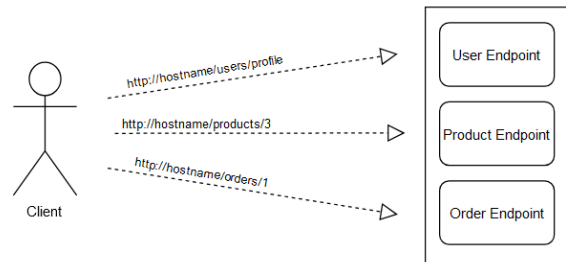 http://hostname/users/profile
User Endpoint
http://hostname/products/3
Product Endpoint
http://hostname/orders/1
Order Endpoint
Client